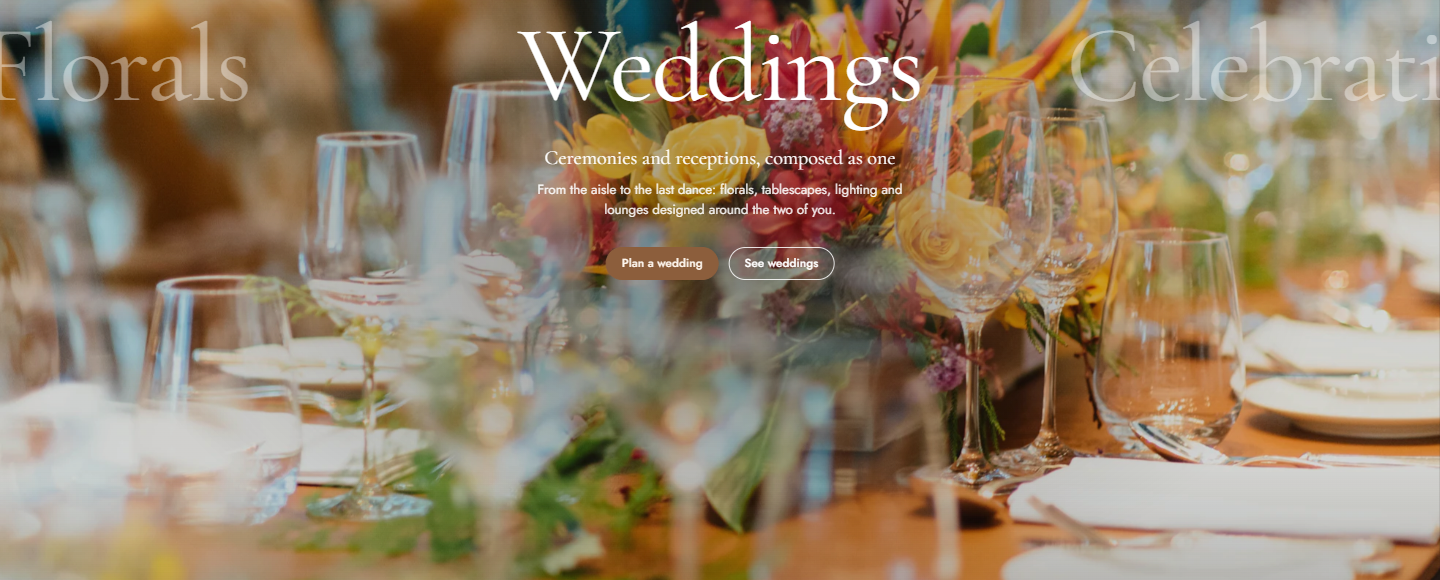 Florals
Weddings
Celebrati
Ceremonies and receptions, composed as one
From the aisle to the last dance: florals, tablescapes, lighting and
lounges designed around the two of you.
Plan a wedding
See weddings